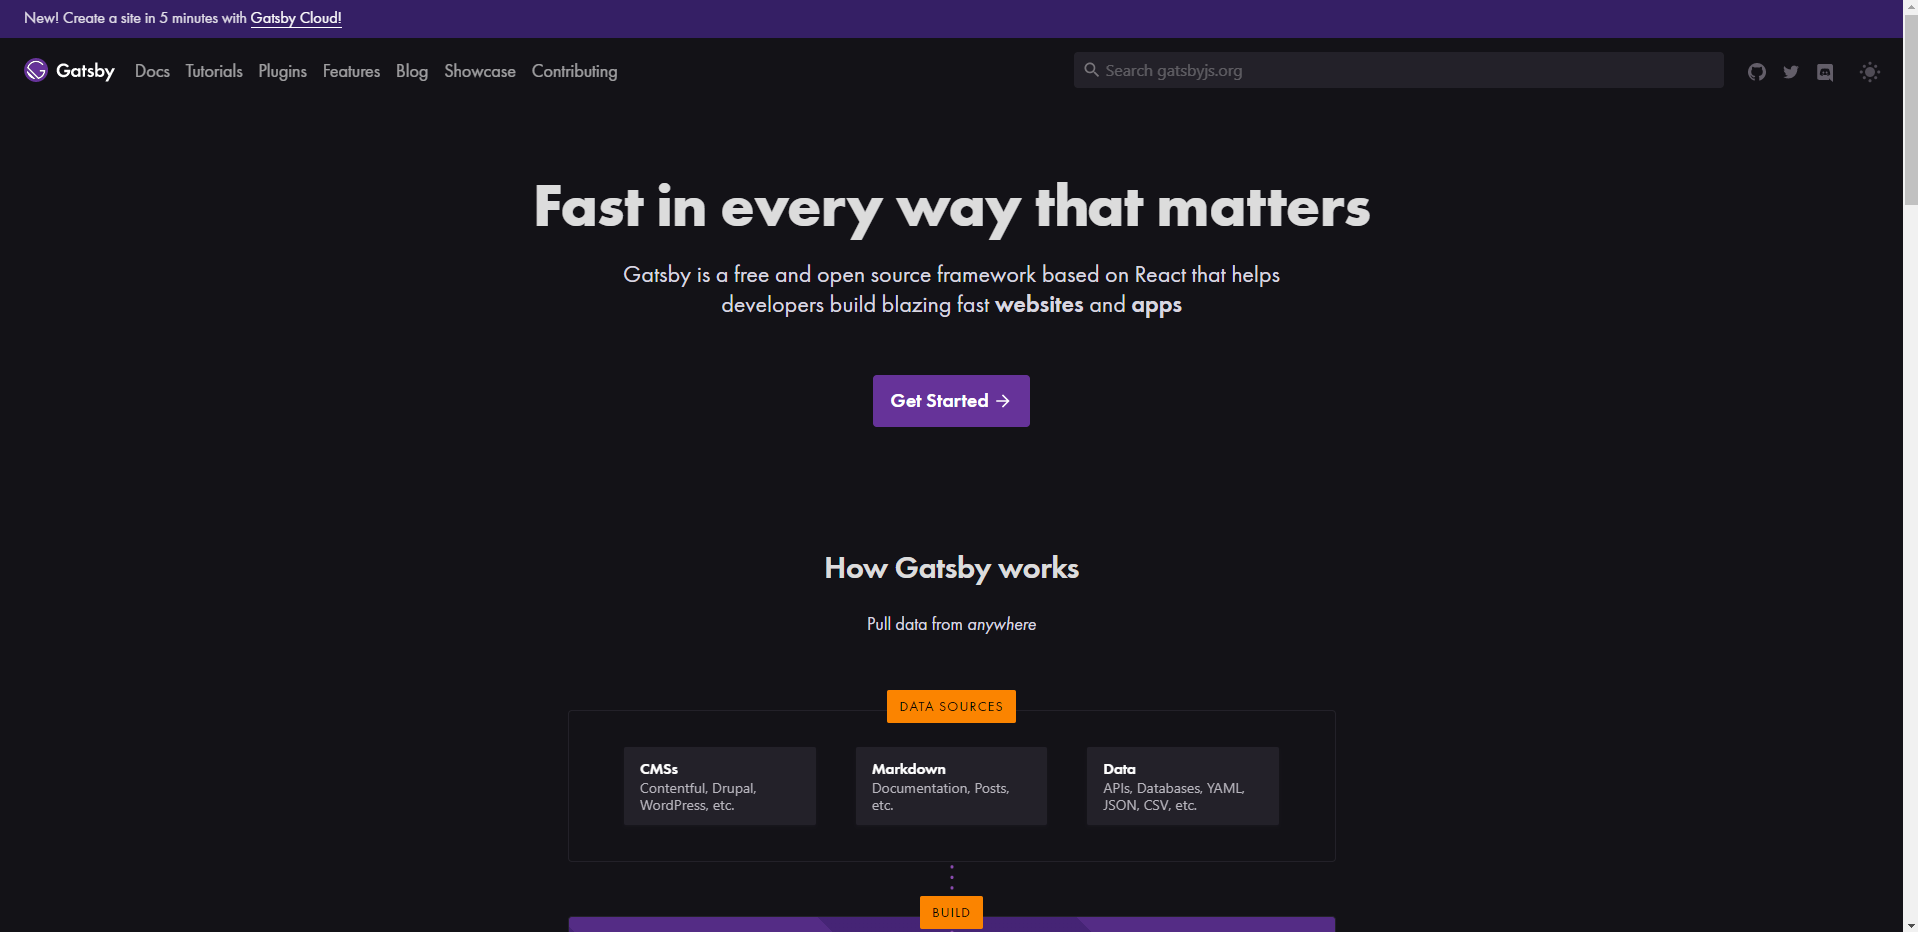 New! Create a site in 5 minutes with Gatsby Cloud!
Gatsby Docs Tutorials Plugins Features Blog Showcase Contributing Search gatsbyjs.org
Fast in every way that matters
Gatsby is a free and open source framework based on React that helps
developers build blazing fast websites and apps
Get Started →
How Gatsby works
Pull data from anywhere
DATA SOURCES
CMSs
Contentful, Drupal,
WordPress, etc.
Markdown
Documentation, Posts,
etc.
Data
APIs, Databases, YAML,
JSON, CSV, etc.
BUILD